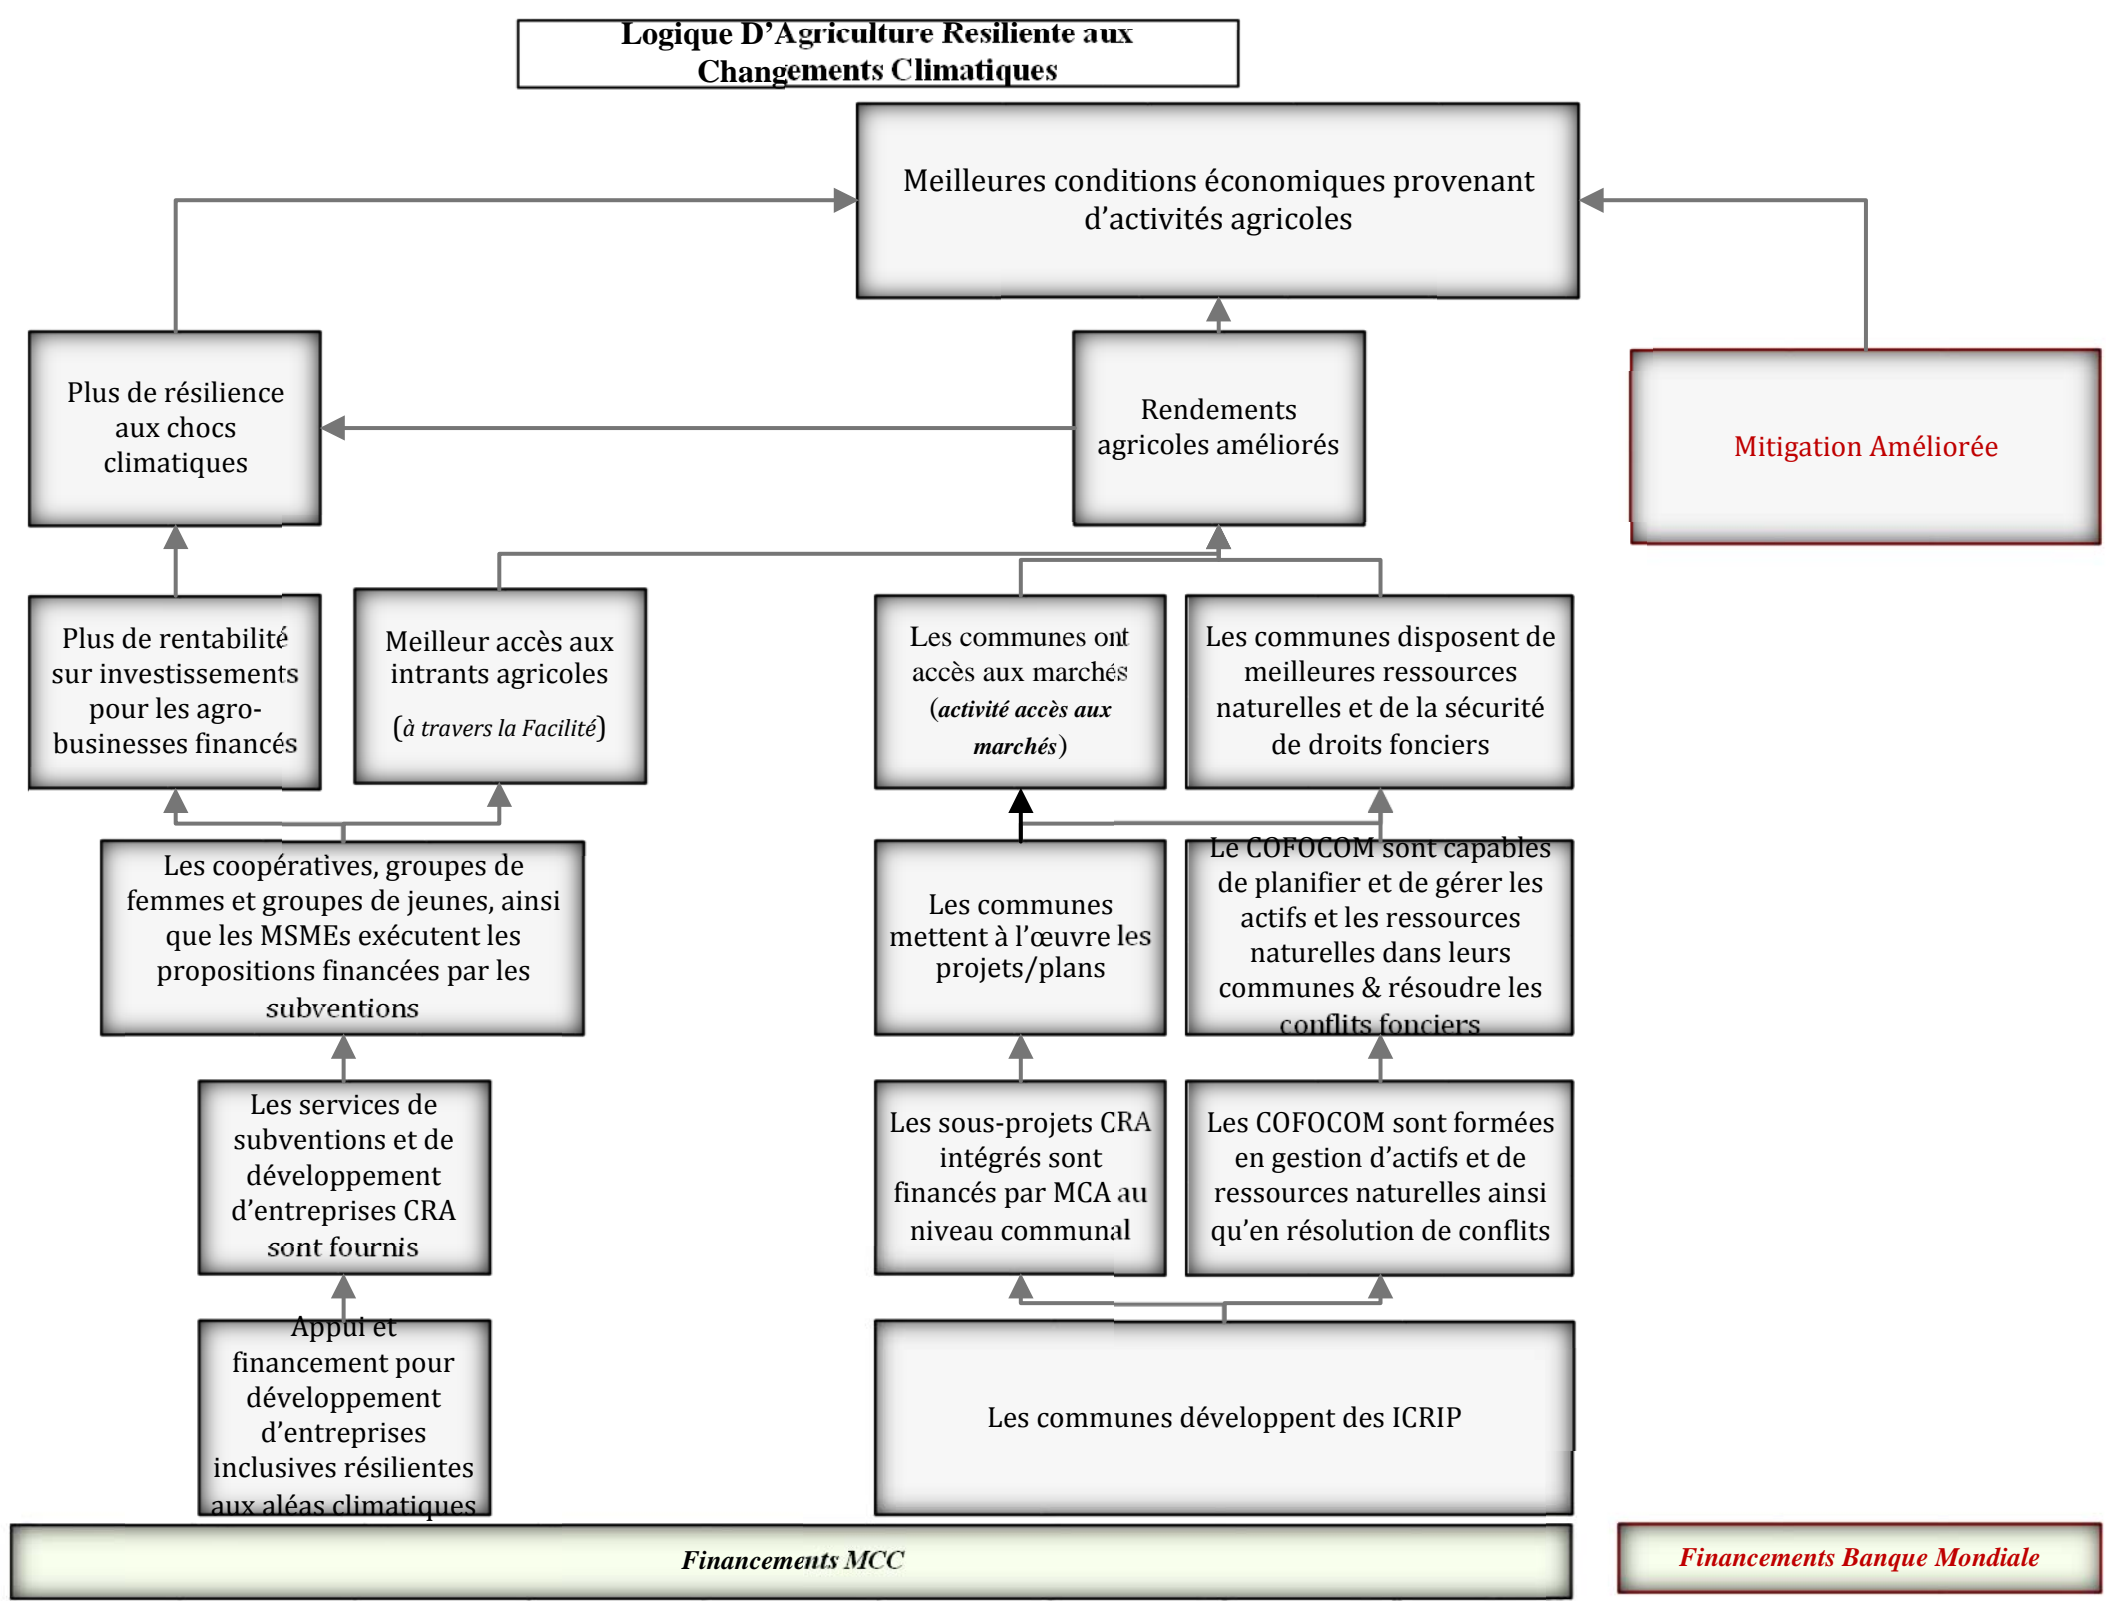 Logique D’Agriculture Resiliente aux
Changements Climatiques
Meilleures conditions économiques provenant
d’activités agricoles
Plus de résilience
aux chocs
climatiques
Rendements
agricoles améliorés
Mitigation Améliorée
Plus de rentabilité
sur investissements
pour les agro-
businesses financés
Meilleur accès aux
intrants agricoles
(à travers la Facilité)
Les communes ont
accès aux marchés
(activité accès aux
marchés)
Les communes disposent de
meilleures ressources
naturelles et de la sécurité
de droits fonciers
Les coopératives, groupes de
femmes et groupes de jeunes, ainsi
que les MSMEs exécutent les
propositions financées par les
subventions
Les communes
mettent à l’œuvre les
projets/plans
Le COFOCOM sont capables
de planifier et de gérer les
actifs et les ressources
naturelles dans leurs
communes & résoudre les
conflits fonciers
Les services de
subventions et de
développement
d’entreprises CRA
sont fournis
Les sous-projets CRA
intégrés sont
financés par MCA au
niveau communal
Les COFOCOM sont formées
en gestion d’actifs et de
ressources naturelles ainsi
qu’en résolution de conflits
Appui et
financement pour
développement
d’entreprises
inclusives résilientes
aux aléas climatiques
Les communes développent des ICRIP
Financements MCC
Financements Banque Mondiale